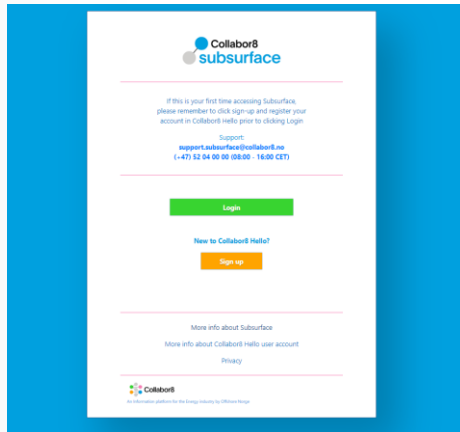 Collabor8
subsurface
If this is your first time accessing Subsurface,
please remember to click sign-up and register your
account in Collabor8 Hello prior to clicking Login
Support:
support.subsurface@collabor8.no
(+47) 52 04 00 00 (08:00 - 16:00 CET)
Login
New to Collabor8 Hello?
Sign up
More info about Subsurface
More info about Collabor8 Hello user account
Privacy
Collabor8
An information platform for the Energy industry by Offshore Norge